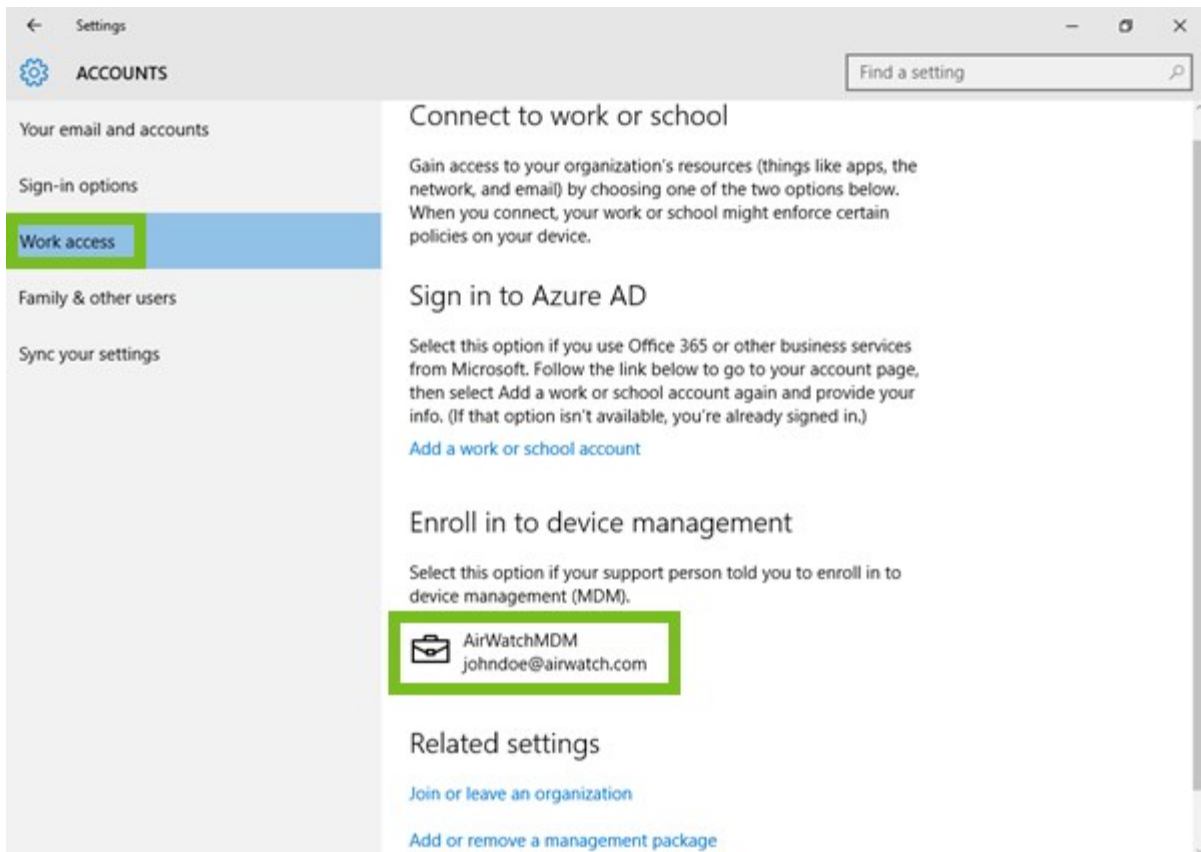 Settings
ACCOUNTS
Find a setting
Your email and accounts
Sign-in options
Work access
Family & other users
Sync your settings
Connect to work or school
Gain access to your organization's resources (things like apps, the
network, and email) by choosing one of the two options below.
When you connect, your work or school might enforce certain
policies on your device.
Sign in to Azure AD
Select this option if you use Office 365 or other business services
from Microsoft. Follow the link below to go to your account page,
then select Add a work or school account again and provide your
info. (If that option isn't available, you're already signed in.)
Add a work or school account
Enroll in to device management
Select this option if your support person told you to enroll in to
device management (MDM).
AirWatchMDM
johndoe@airwatch.com
Related settings
Join or leave an organization
Add or remove a management package